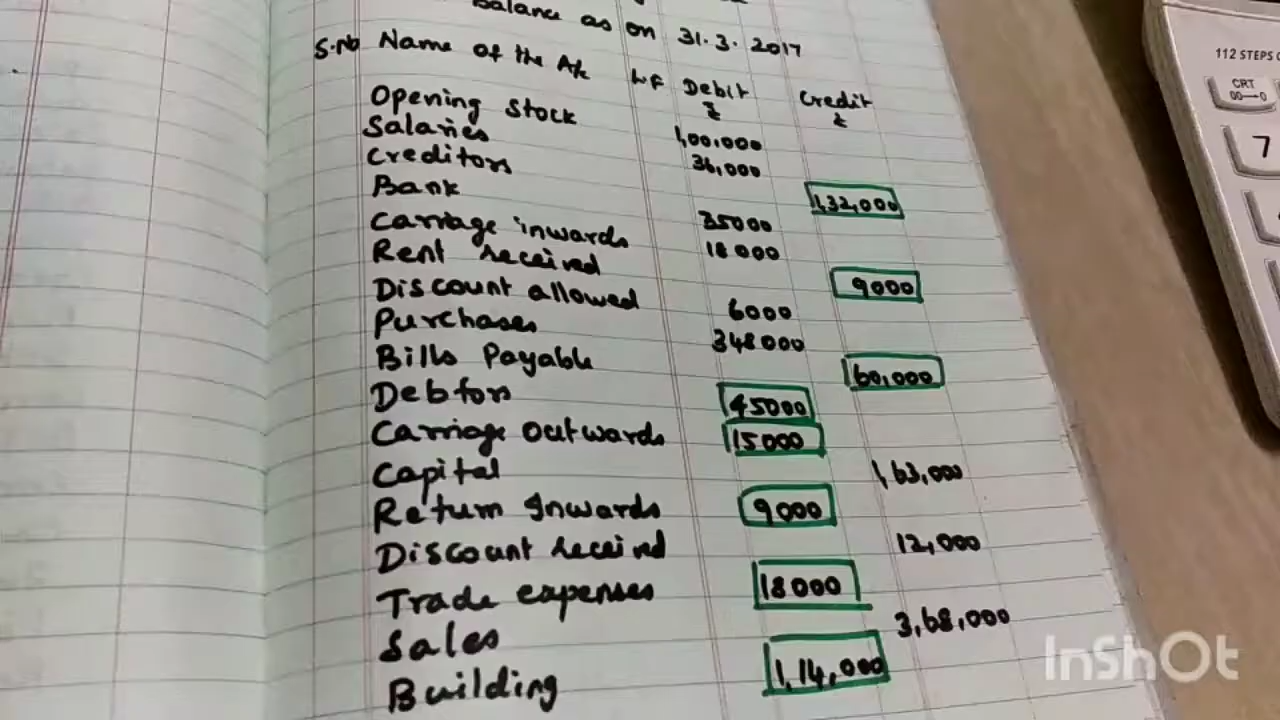 Balance as on 31.3.2017
S.No Name of the A/c LF Debit ₹ Credit ₹
Opening stock 1,00,000
Salaries 36,000
Creditors 1,32,000
Bank 35000
Carriage inwards 18000
Rent received 9000
Discount allowed 6000
Purchases 348000
Bills Payable 60,000
Debtors 45000
Carriage Outwards 15000
Capital 1,63,000
Return Inwards 9000
Discount received 12,000
Trade expenses 18000
Sales 3,68,000
Building 1,14,000
112 STEPS
CRT
00→0
7
InShOt